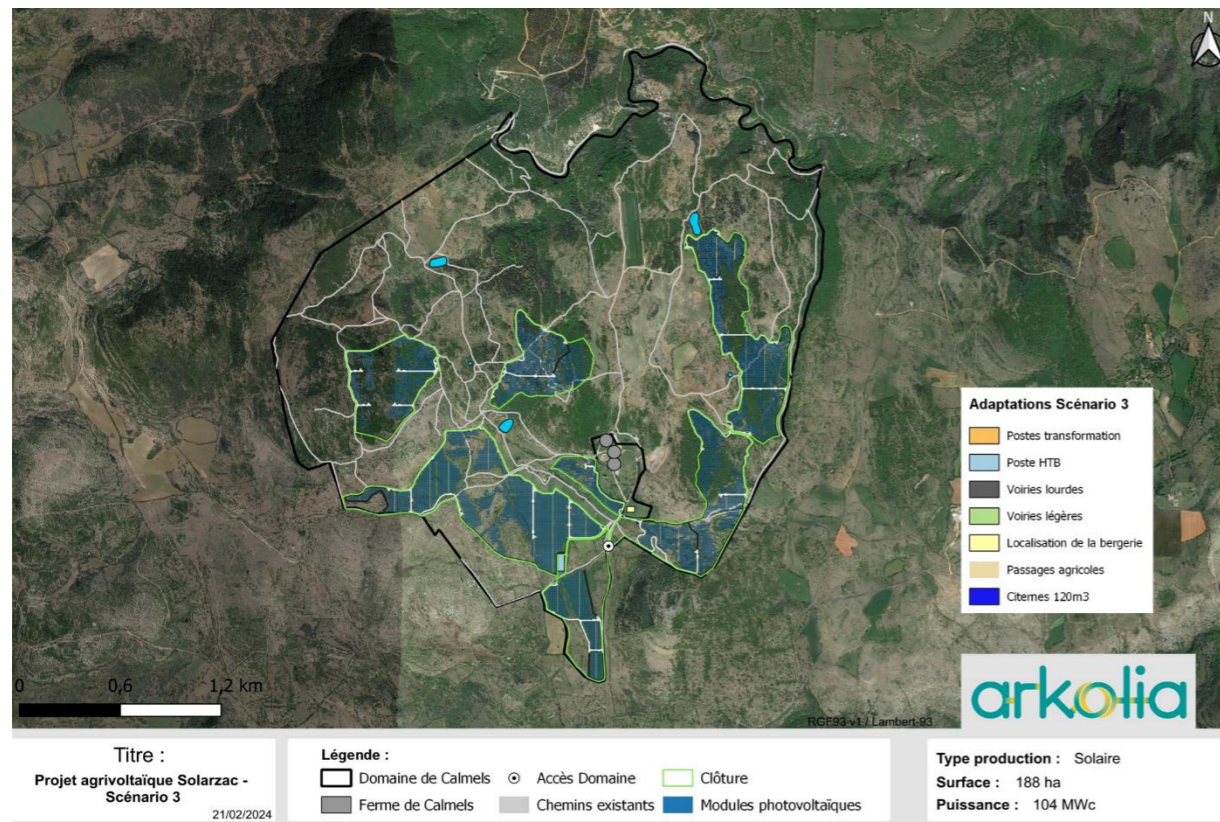 N
Adaptations Scénario 3
Postes transformation
Poste HTB
Voiries lourdes
Voiries légères
Localisation de la bergerie
Passages agricoles
Citernes 120m3
0 0,6 1,2 km
RGF93 v1 / Lambert-93
arkolia
Titre :
Projet agrivoltaïque Solarzac -
Scénario 3
21/02/2024
Légende :
Domaine de Calmels Accès Domaine Clôture
Ferme de Calmels Chemins existants Modules photovoltaïques
Type production : Solaire
Surface : 188 ha
Puissance : 104 MWc